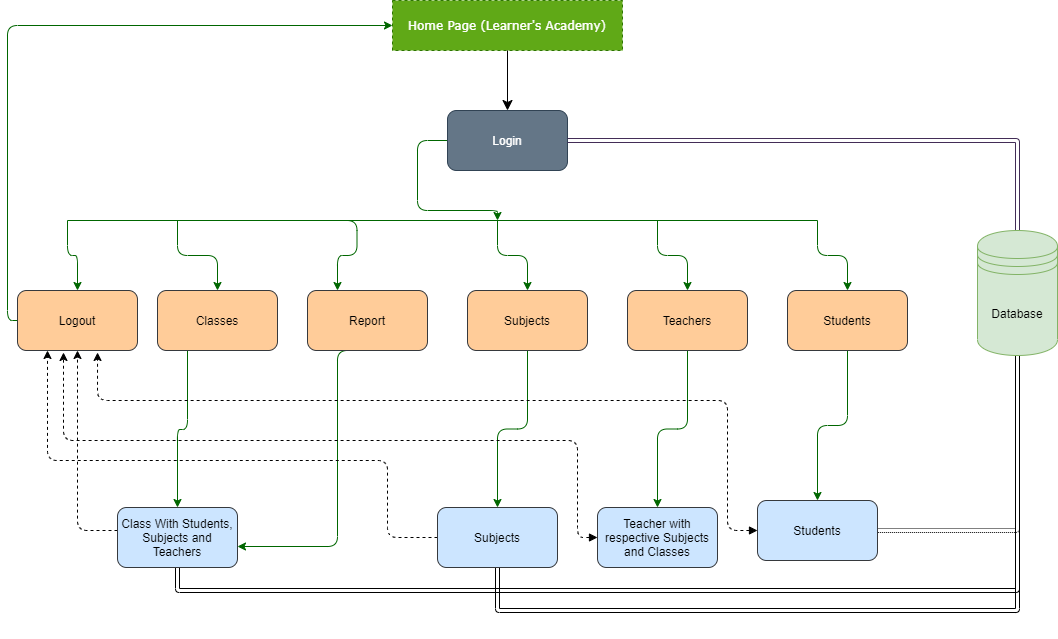 Home Page (Learner's Academy)
Login
Database
Logout
Classes
Report
Subjects
Teachers
Students
Class With Students,
Subjects and
Teachers
Subjects
Teacher with
respective Subjects
and Classes
Students